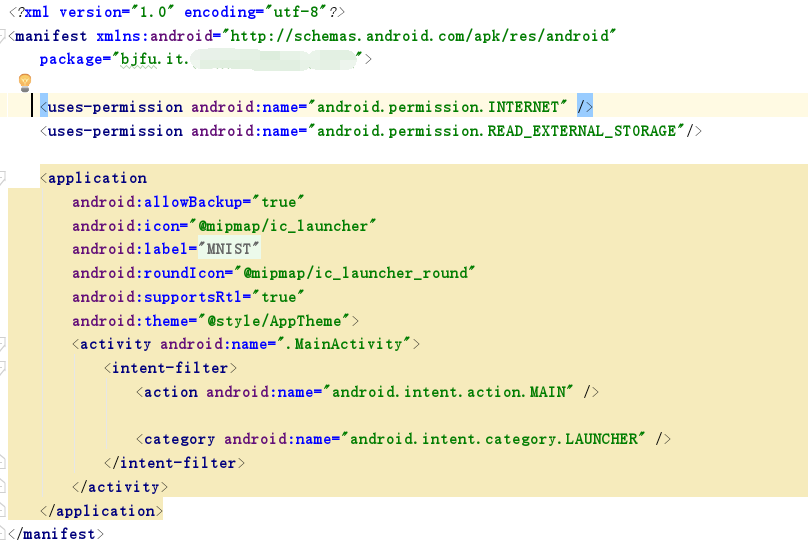 <?xml version="1.0" encoding="utf-8"?>
<manifest xmlns:android="http://schemas.android.com/apk/res/android"
package="bjfu.it.">
<uses-permission android:name="android.permission.INTERNET" />
<uses-permission android:name="android.permission.READ_EXTERNAL_STORAGE"/>
<application
android:allowBackup="true"
android:icon="@mipmap/ic_launcher"
android:label="MNIST"
android:roundIcon="@mipmap/ic_launcher_round"
android:supportsRtl="true"
android:theme="@style/AppTheme">
<activity android:name=".MainActivity">
<intent-filter>
<action android:name="android.intent.action.MAIN" />
<category android:name="android.intent.category.LAUNCHER" />
</intent-filter>
</activity>
</application>
</manifest>